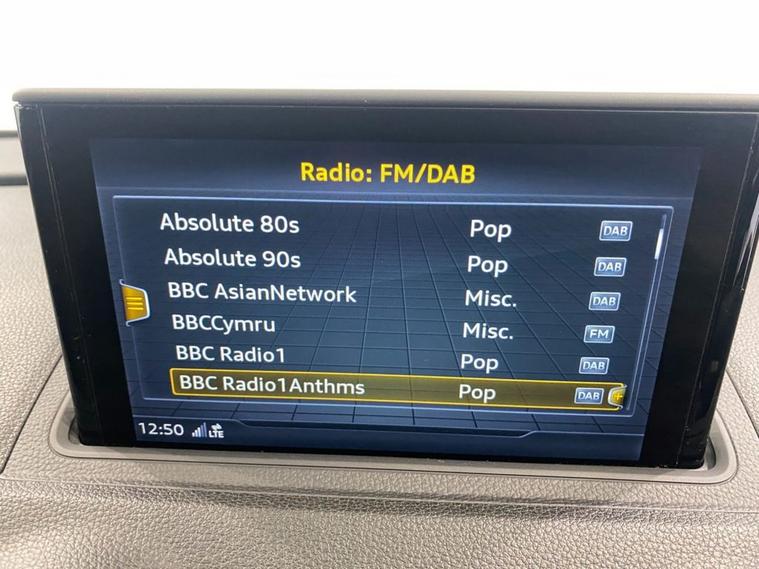 Radio: FM/DAB
Absolute 80s Pop DAB
Absolute 90s Pop DAB
BBC AsianNetwork Misc. DAB
BBCCymru Misc. FM
BBC Radio1 Pop DAB
BBC Radio1Anthms Pop DAB
12:50 LTE